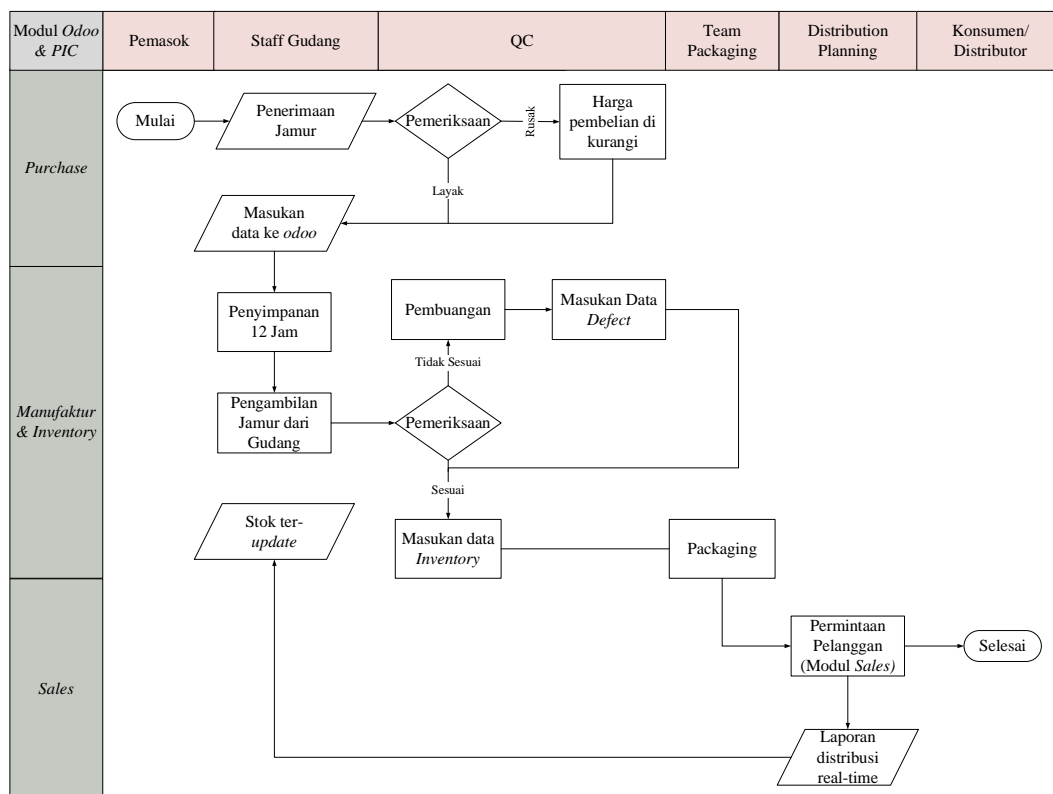 Modul Odoo
& PIC
Pemasok
Staff Gudang
QC
Team
Packaging
Distribution
Planning
Konsumen/
Distributor
Purchase
Mulai
Penerimaan
Jamur
Pemeriksaan
Rusak
Harga
pembelian di
kurangi
Layak
Masukan
data ke odoo
Manufaktur
& Inventory
Penyimpanan
12 Jam
Pembuangan
Masukan Data
Defect
Tidak Sesuai
Pengambilan
Jamur dari
Gudang
Pemeriksaan
Sesuai
Stok ter-
update
Masukan data
Inventory
Packaging
Sales
Permintaan
Pelanggan
(Modul Sales)
Selesai
Laporan
distribusi
real-time